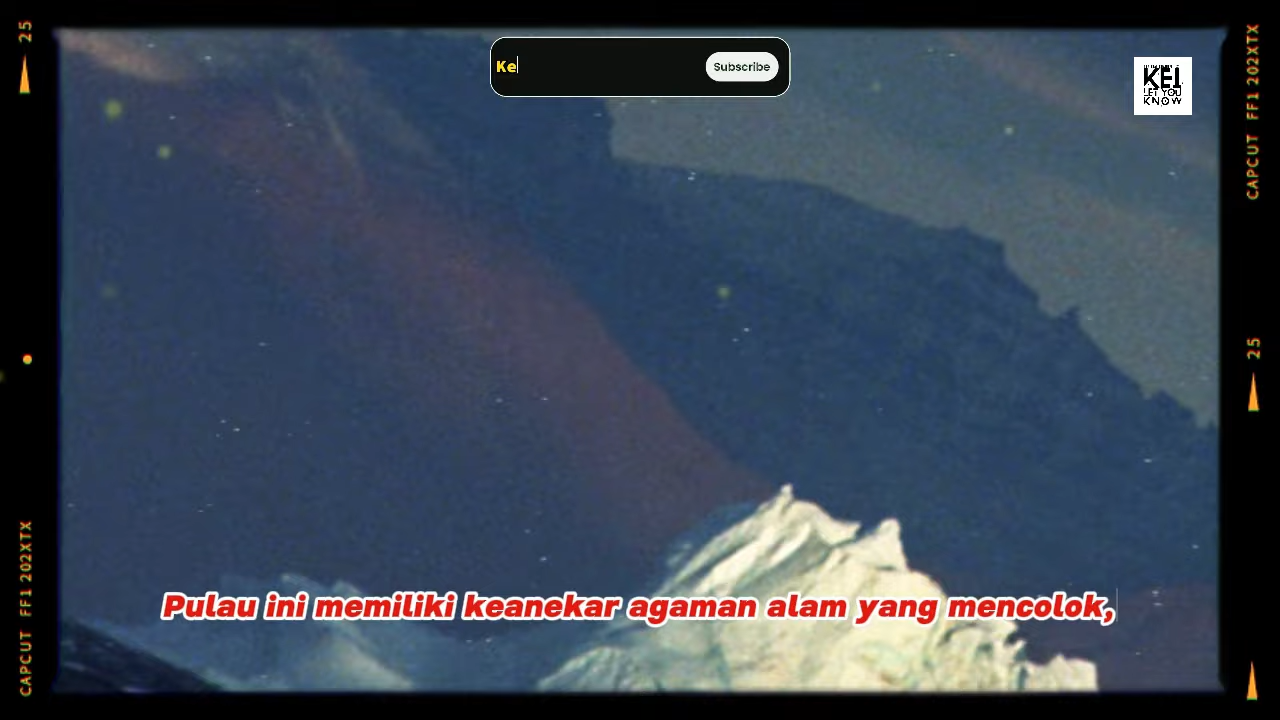 25
CAPCUT FF1 202XTX
Ke
Subscribe
KEI
LET YOU
KNOW
CAPCUT FF1 202XTX
25
Pulau ini memiliki keanekar agaman alam yang mencolok,